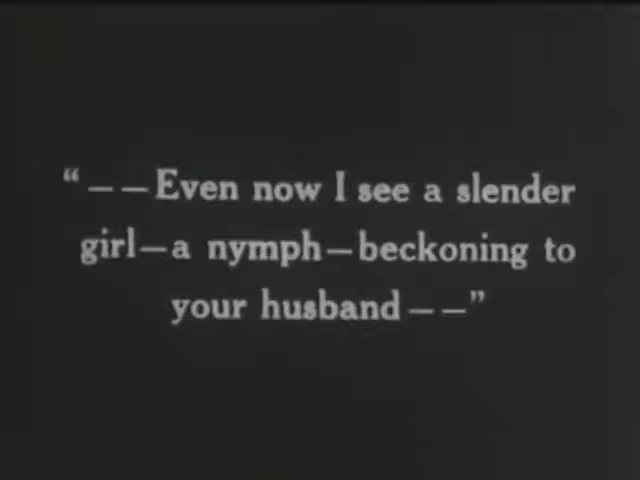 “——Even now I see a slender
girl—a nymph—beckoning to
your husband——”